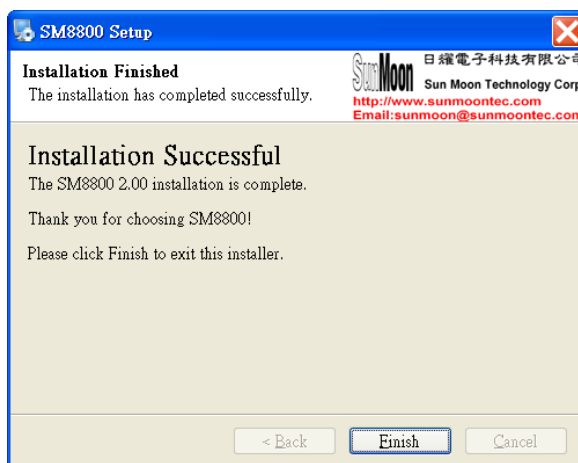 SM8800 Setup
Installation Finished
The installation has completed successfully.
SunMoon
日耀電子科技有限公司
Sun Moon Technology Corp
http://www.sunmoontec.com
Email:sunmoon@sunmoontec.com
Installation Successful
The SM8800 2.00 installation is complete.
Thank you for choosing SM8800!
Please click Finish to exit this installer.
< Back
Finish
Cancel